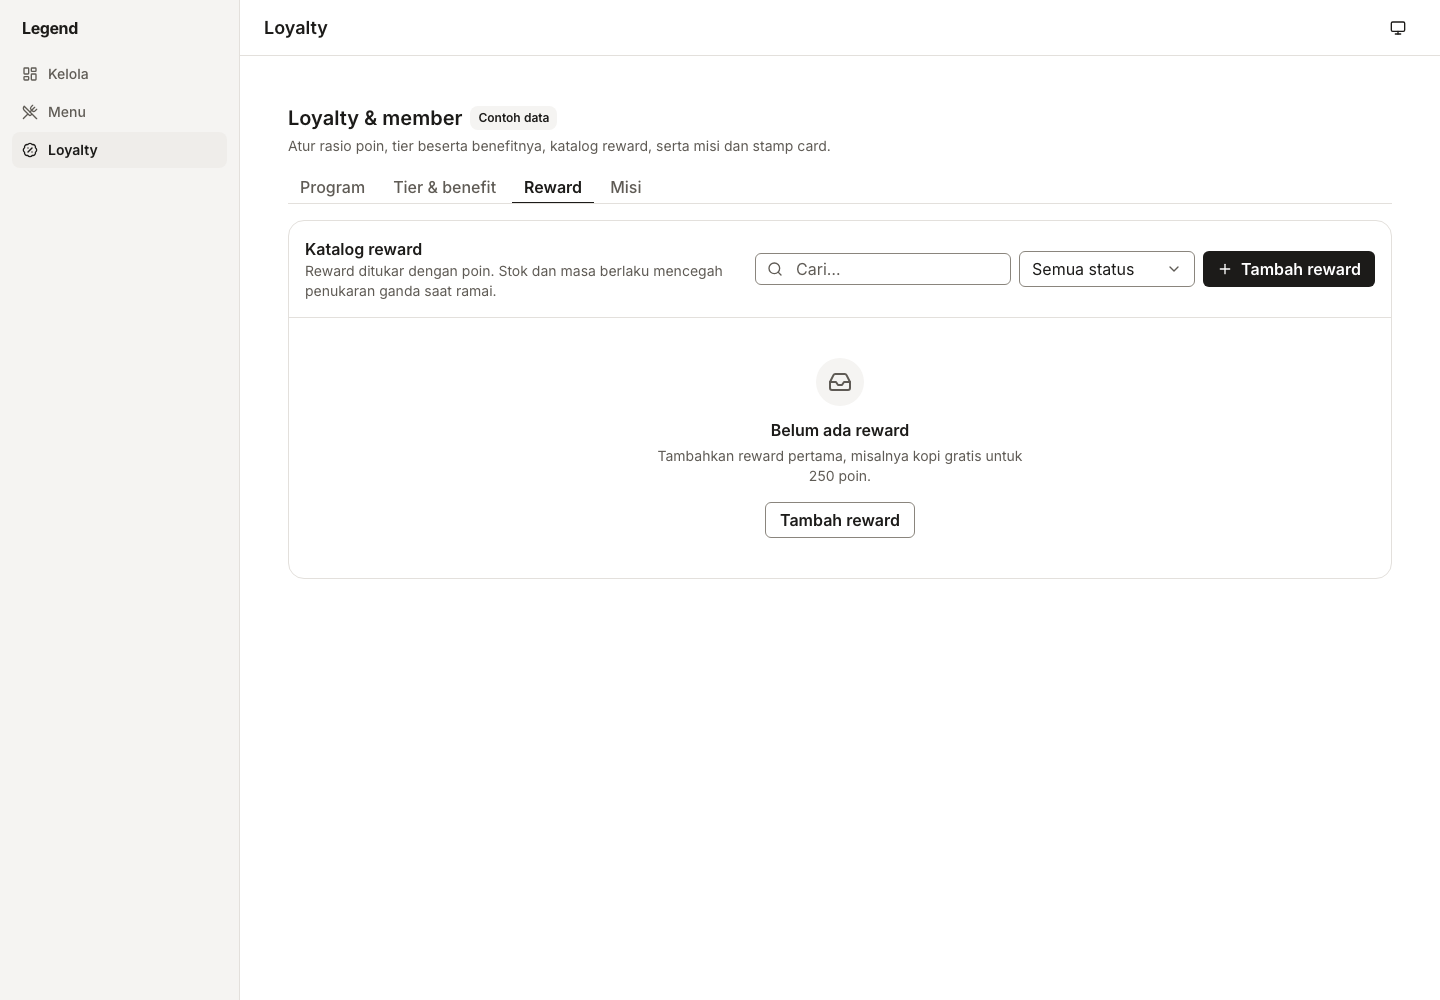 Legend
Kelola
Menu
Loyalty
Loyalty
Loyalty & member
Contoh data
Atur rasio poin, tier beserta benefitnya, katalog reward, serta misi dan stamp card.
Program
Tier & benefit
Reward
Misi
Katalog reward
Reward ditukar dengan poin. Stok dan masa berlaku mencegah
penukaran ganda saat ramai.
Cari...
Semua status
Tambah reward
Belum ada reward
Tambahkan reward pertama, misalnya kopi gratis untuk
250 poin.
Tambah reward